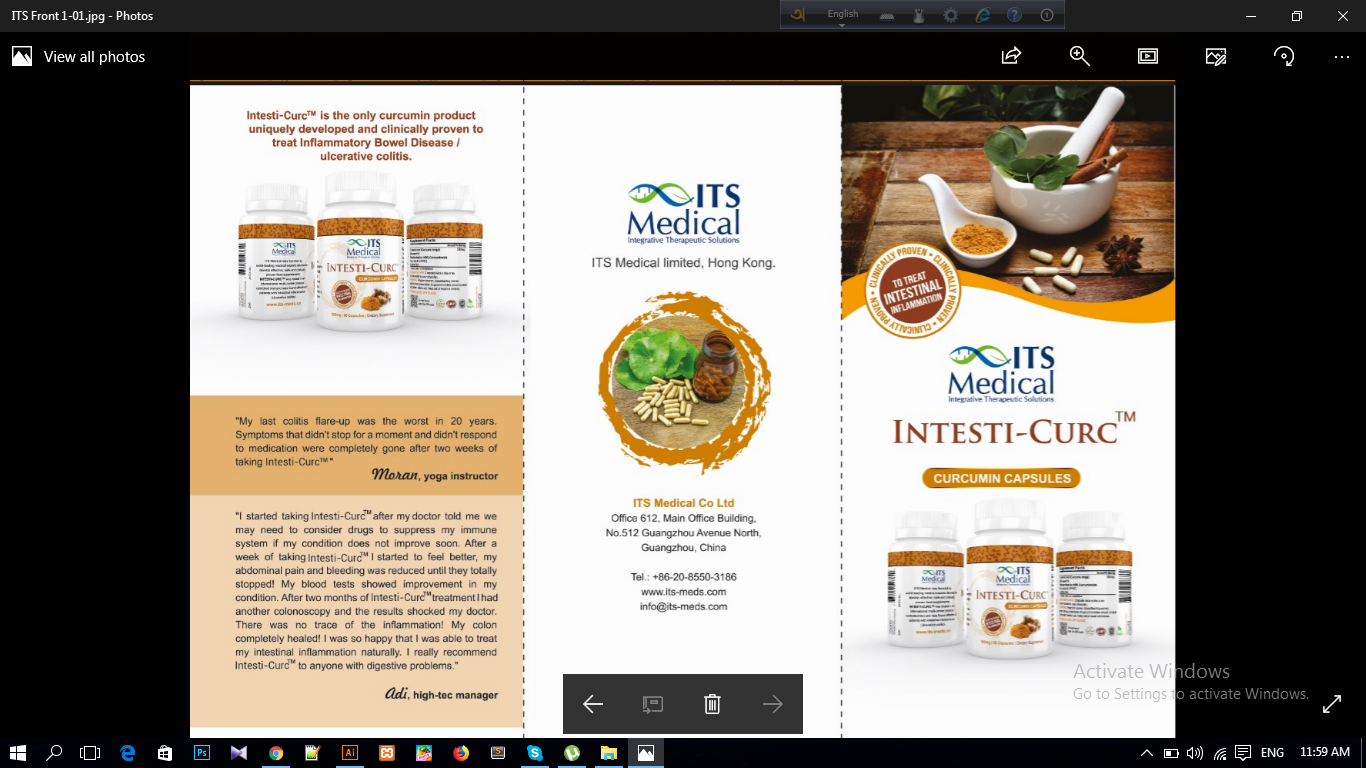 ITS Front 1-01.jpg - Photos
English
View all photos
Intesti-Curc™ is the only curcumin product
uniquely developed and clinically proven to
treat Inflammatory Bowel Disease /
ulcerative colitis.
ITS
Medical
INTESTI-CURC
CURCUMIN CAPSULES
"My last colitis flare-up was the worst in 20 years.
Symptoms that didn't stop for a moment and didn't respond
to medication were completely gone after two weeks of
taking Intesti-Curc™"
Moran, yoga instructor
"I started taking Intesti-Curc™ after my doctor told me we
may need to consider drugs to suppress my immune
system if my condition does not improve soon. After a
week of taking Intesti-Curc™ I started to feel better, my
abdominal pain and bleeding was reduced until they totally
stopped! My blood tests showed improvement in my
condition. After two months of Intesti-Curc™ treatment I had
another colonoscopy and the results shocked my doctor.
There was no trace of the inflammation! My colon
completely healed! I was so happy that I was able to treat
my intestinal inflammation naturally. I really recommend
Intesti-Curc™ to anyone with digestive problems."
Adi, high-tec manager
ITS
Medical
Integrative Therapeutic Solutions
ITS Medical limited, Hong Kong.
ITS Medical Co Ltd
Office 612, Main Office Building,
No.512 Guangzhou Avenue North,
Guangzhou, China
Tel.: +86-20-8550-3186
www.its-meds.com
info@its-meds.com
CLINICALLY PROVEN • CLINICALLY PROVEN • CLINICALLY PROVEN •
TO TREAT
INTESTINAL
INFLAMMATION
ITS
Medical
Integrative Therapeutic Solutions
INTESTI-CURC™
CURCUMIN CAPSULES
ITS
Medical
INTESTI-CURC
CURCUMIN CAPSULES
Activate Windows
Go to Settings to activate Windows.
ENG
11:59 AM